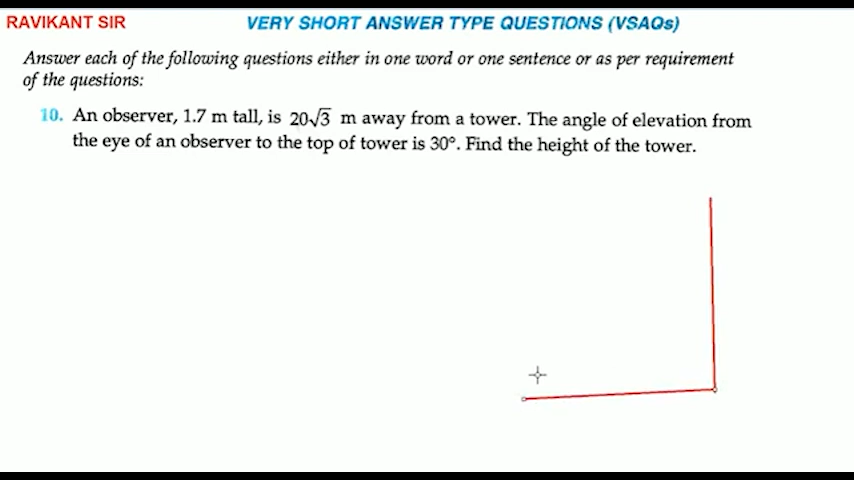 RAVIKANT SIR
VERY SHORT ANSWER TYPE QUESTIONS (VSAQs)
Answer each of the following questions either in one word or one sentence or as per requirement
of the questions:
10. An observer, 1.7 m tall, is 20√3 m away from a tower. The angle of elevation from
the eye of an observer to the top of tower is 30°. Find the height of the tower.